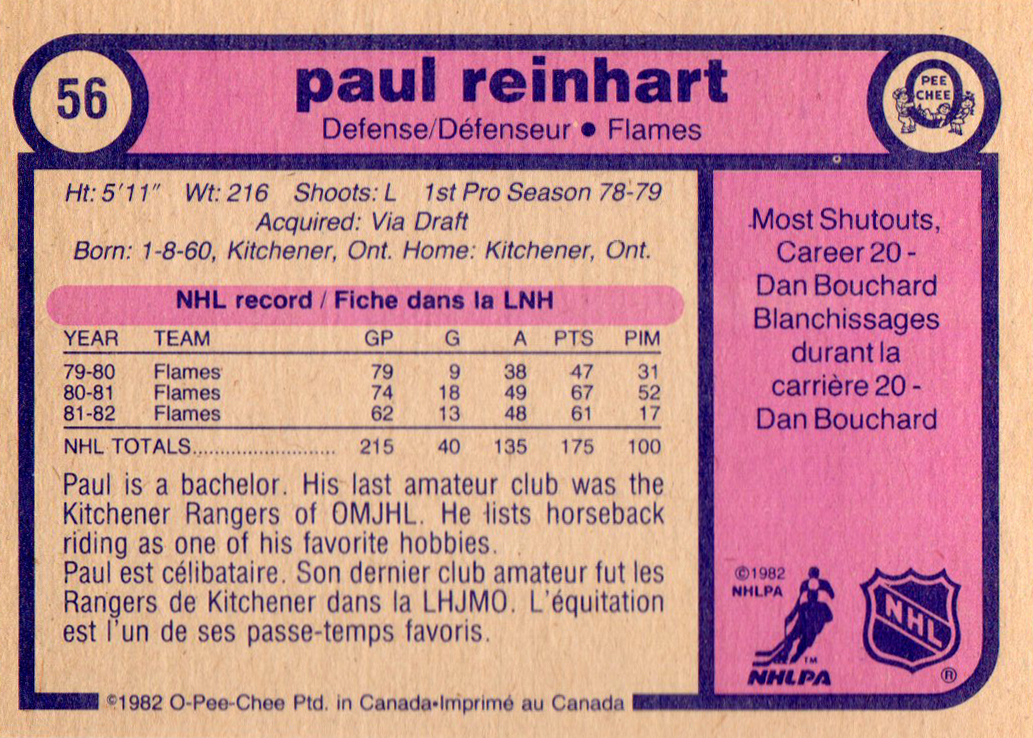 56
paul reinhart
Defense/Défenseur ● Flames
PEE
CHEE
Ht: 5'11" Wt: 216 Shoots: L 1st Pro Season 78-79
Acquired: Via Draft
Born: 1-8-60, Kitchener, Ont. Home: Kitchener, Ont.
NHL record / Fiche dans la LNH
YEAR TEAM GP G A PTS PIM
79-80 Flames 79 9 38 47 31
80-81 Flames 74 18 49 67 52
81-82 Flames 62 13 48 61 17
NHL TOTALS.......................... 215 40 135 175 100
Paul is a bachelor. His last amateur club was the
Kitchener Rangers of OMJHL. He lists horseback
riding as one of his favorite hobbies.
Paul est célibataire. Son dernier club amateur fut les
Rangers de Kitchener dans la LHJMO. L'équitation
est l'un de ses passe-temps favoris.
Most Shutouts,
Career 20 -
Dan Bouchard
Blanchissages
durant la
carrière 20 -
Dan Bouchard
©1982
NHLPA
TM
NHLPA
NHL
®
©1982 O-Pee-Chee Ptd. in Canada•Imprimé au Canada